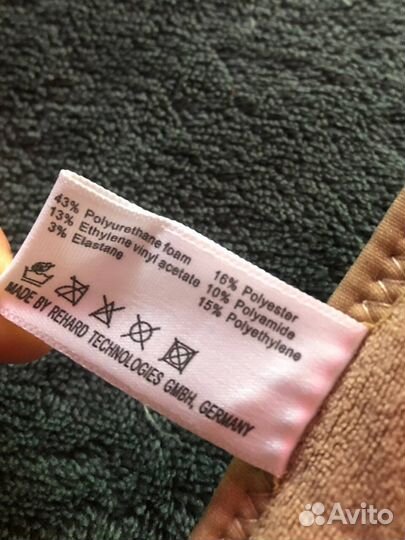 43% Polyurethane foam 16% Polyester
13% Ethylene vinyl acetate 10% Polyamide
3% Elastane 15% Polyethylene
MADE BY REHARD TECHNOLOGIES GMBH, GERMANY
Avito